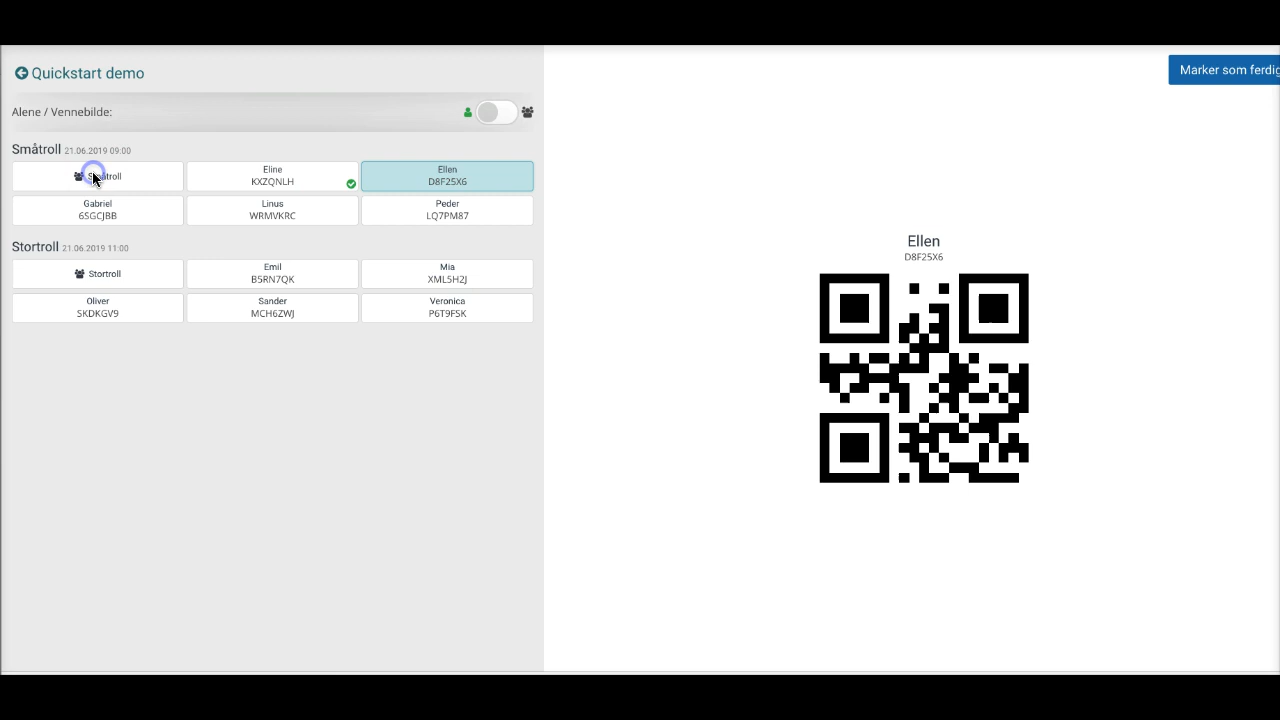 Quickstart demo
Alene / Vennebilde:
Småtroll 21.06.2019 09:00
Eline
KXZQNLH
Ellen
D8F25X6
Gabriel
6SGCJBB
Linus
WRMVKRC
Peder
LQ7PM87
Stortroll 21.06.2019 11:00
Stortroll
Emil
B5RN7QK
Mia
XML5H2J
Oliver
SKDKGV9
Sander
MCH6ZWJ
Veronica
P6T9FSK
Marker som ferdig
Ellen
D8F25X6